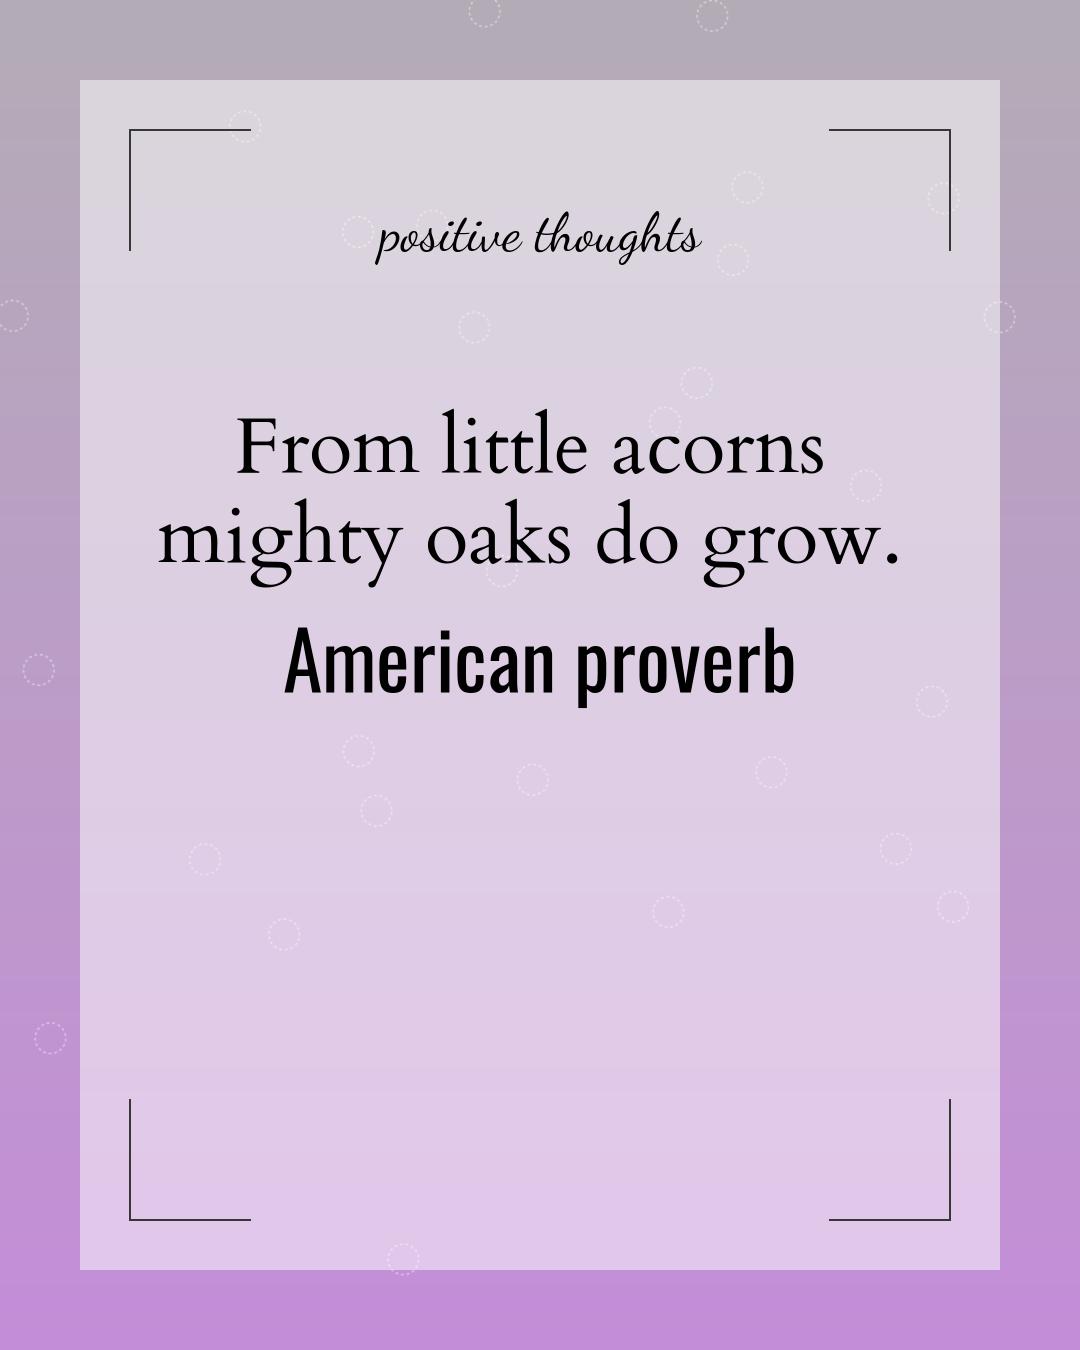 positive thoughts
From little acorns
mighty oaks do grow.
American proverb